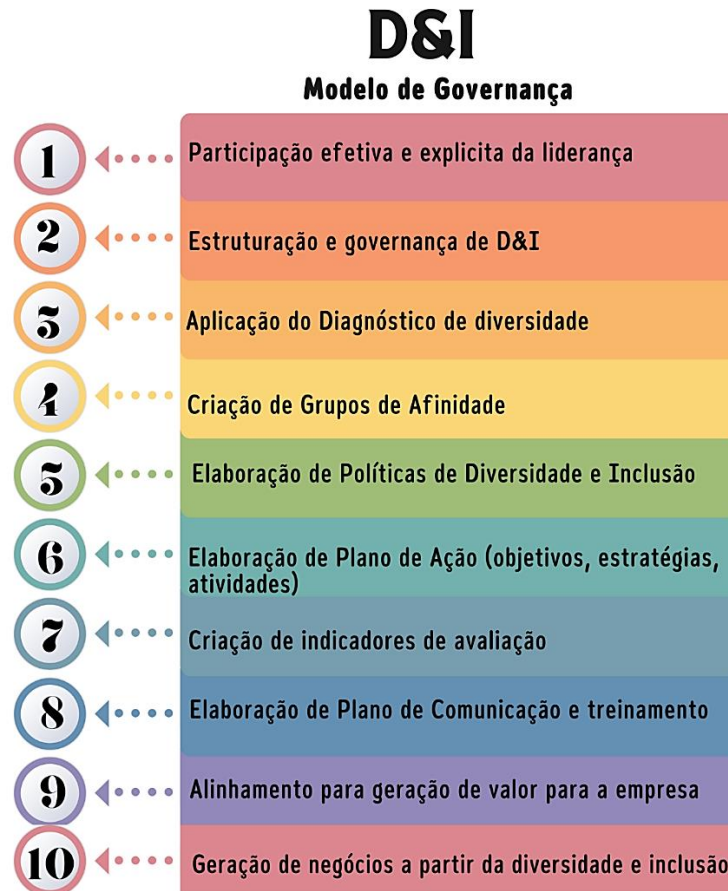 D&I
Modelo de Governança
1
Participação efetiva e explicita da liderança
2
Estruturação e governança de D&I
3
Aplicação do Diagnóstico de diversidade
4
Criação de Grupos de Afinidade
5
Elaboração de Políticas de Diversidade e Inclusão
6
Elaboração de Plano de Ação (objetivos, estratégias,
atividades)
7
Criação de indicadores de avaliação
8
Elaboração de Plano de Comunicação e treinamento
9
Alinhamento para geração de valor para a empresa
10
Geração de negócios a partir da diversidade e inclusão